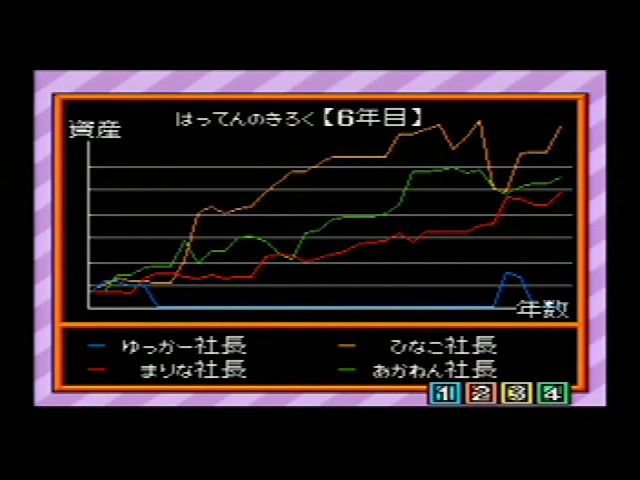 はってんのきろく【6年目】
資産
年数
ゆっかー社長 ひなこ社長
まりな社長 あかわん社長
1 2 3 4